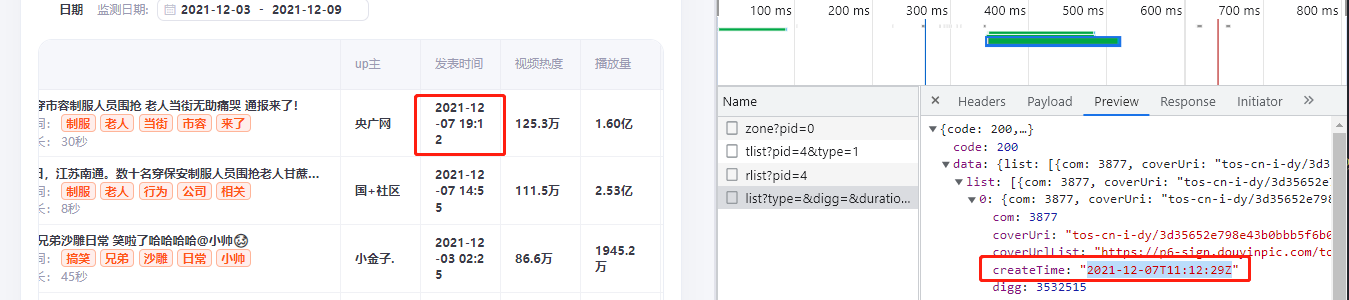 日期 监测日期: 2021-12-03 - 2021-12-09
up主 发表时间 视频热度 播放量
市容制服人员围抢 老人当街无助痛哭 通报来了!
制服 老人 当街 市容 来了
长: 30秒
央广网
2021-12
-07 19:1
2
125.3万 1.60亿
江苏南通。数十名穿保安制服人员围抢老人甘蔗...
制服 老人 行为 公司 相关
长: 8秒
国+社区
2021-12
-07 14:5
5
111.5万 2.53亿
兄弟沙雕日常 笑啦了哈哈哈哈@小帅
搞笑 兄弟 沙雕 日常 小帅
长: 45秒
小金子.
2021-12
-03 02:2
5
86.6万
1945.2
万
100 ms 200 ms 300 ms 400 ms 500 ms 600 ms 700 ms 800 ms
Name
zone?pid=0
tlist?pid=4&type=1
rlist?pid=4
list?type=&digg=&duratio...
× Headers Payload Preview Response Initiator »
▼{code: 200,…}
code: 200
▼data: {list: [{com: 3877, coverUri: "tos-cn-i-dy/3d35652e
▼list: [{com: 3877, coverUri: "tos-cn-i-dy/3d35652e7
▼0: {com: 3877, coverUri: "tos-cn-i-dy/3d35652e798
com: 3877
coverUri: "tos-cn-i-dy/3d35652e798e43b0bbb5f6b0
coverUrlList: "https://p6-sign.douyinpic.com/to
createTime: "2021-12-07T11:12:29Z"
digg: 3532515